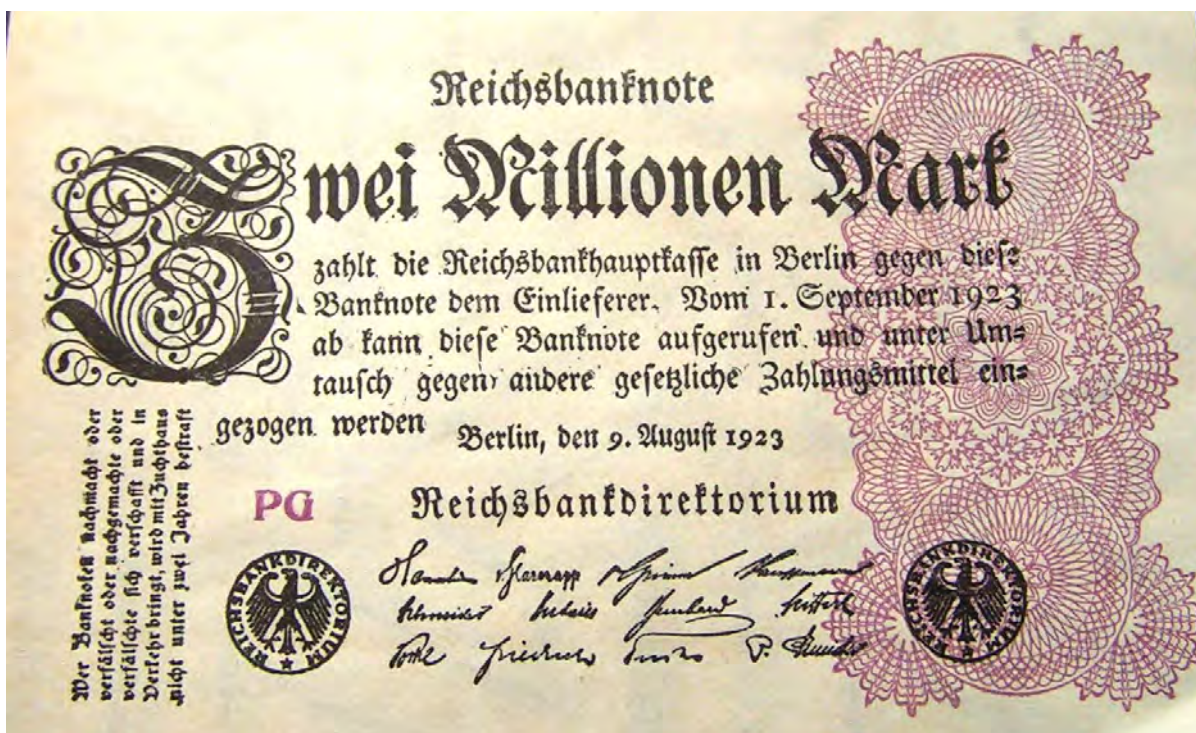 Reichsbanknote
Zwei Millionen Mark
zahlt die Reichsbankhauptkasse in Berlin gegen diese
Banknote dem Einlieferer. Vom 1. September 1923
ab kann diese Banknote aufgerufen und unter Um-
tausch gegen andere gesetzliche Zahlungsmittel ein-
gezogen werden
Berlin, den 9. August 1923
PG
Reichsbankdirektorium
REICHSBANKDIREKTORIUM
REICHSBANKDIREKTORIUM
Wer Banknoten nachmacht oder
verfälscht oder nachgemachte oder
verfälschte sich verschafft und in
Verkehr bringt, wird mit Zuchthaus
nicht unter zwei Jahren bestraft